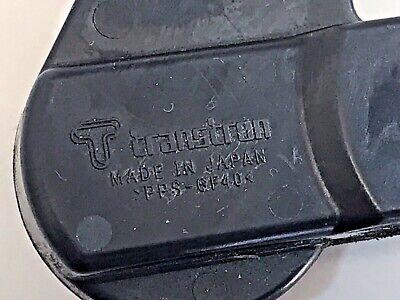 transtron
MADE IN JAPAN
>PPS-GF40<